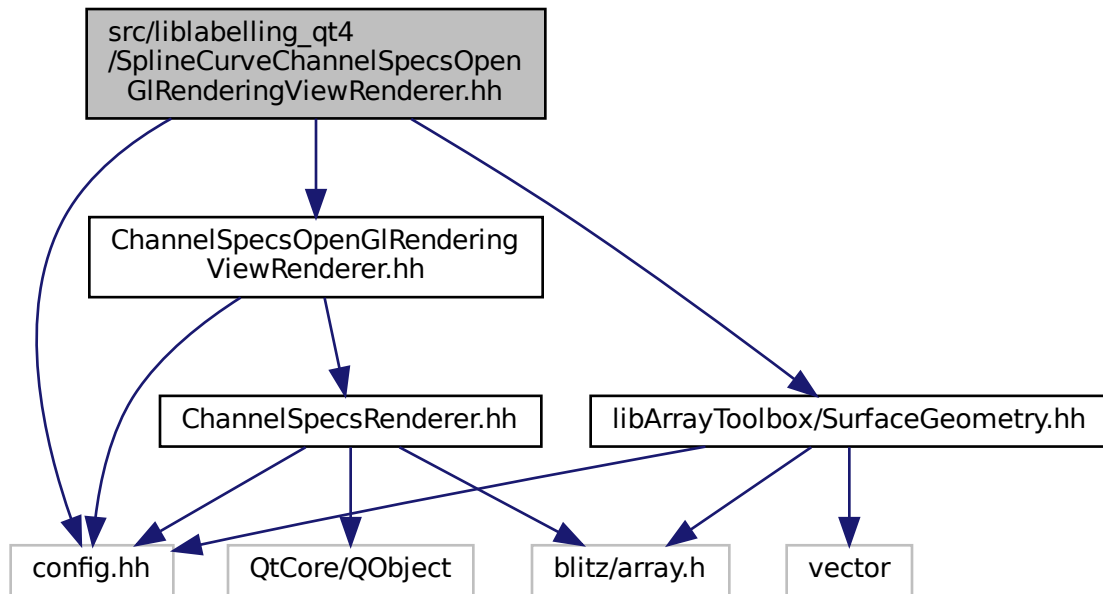 src/liblabelling_qt4
/SplineCurveChannelSpecsOpen
GlRenderingViewRenderer.hh
ChannelSpecsOpenGlRendering
ViewRenderer.hh
ChannelSpecsRenderer.hh
libArrayToolbox/SurfaceGeometry.hh
config.hh
QtCore/QObject
blitz/array.h
vector